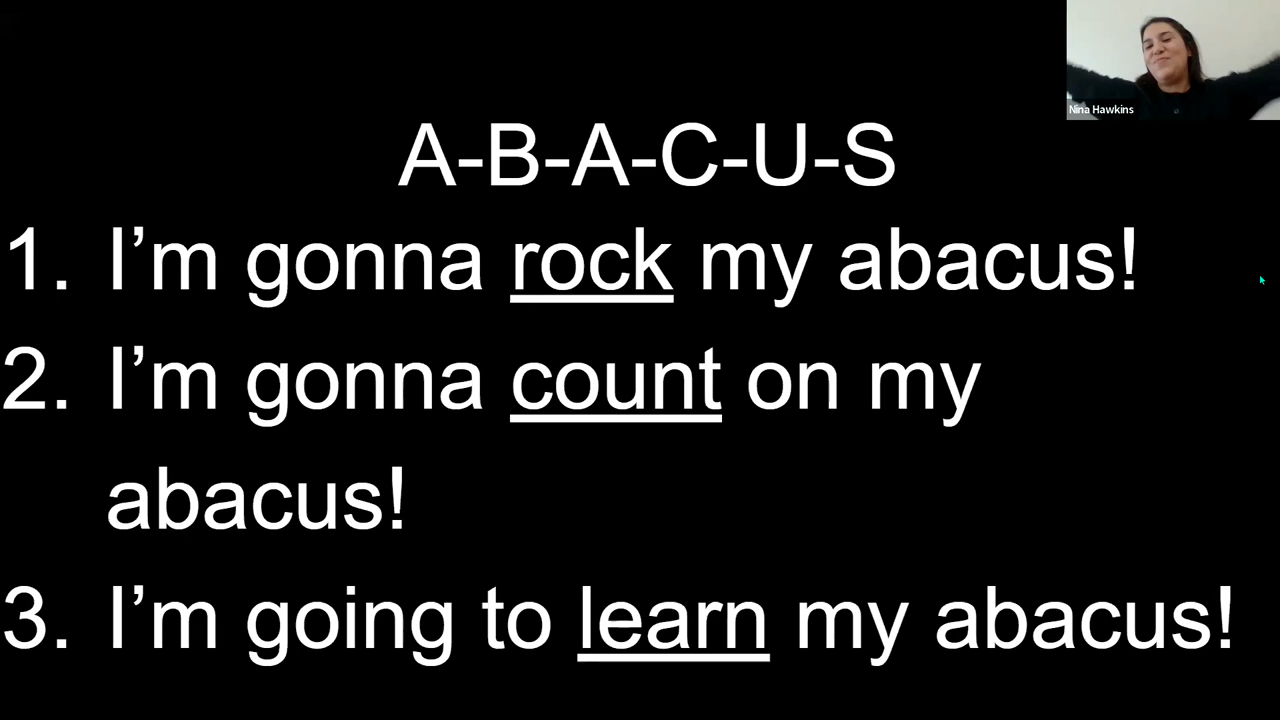 Nina Hawkins
A-B-A-C-U-S
1. I’m gonna rock my abacus!
2. I’m gonna count on my
abacus!
3. I’m going to learn my abacus!